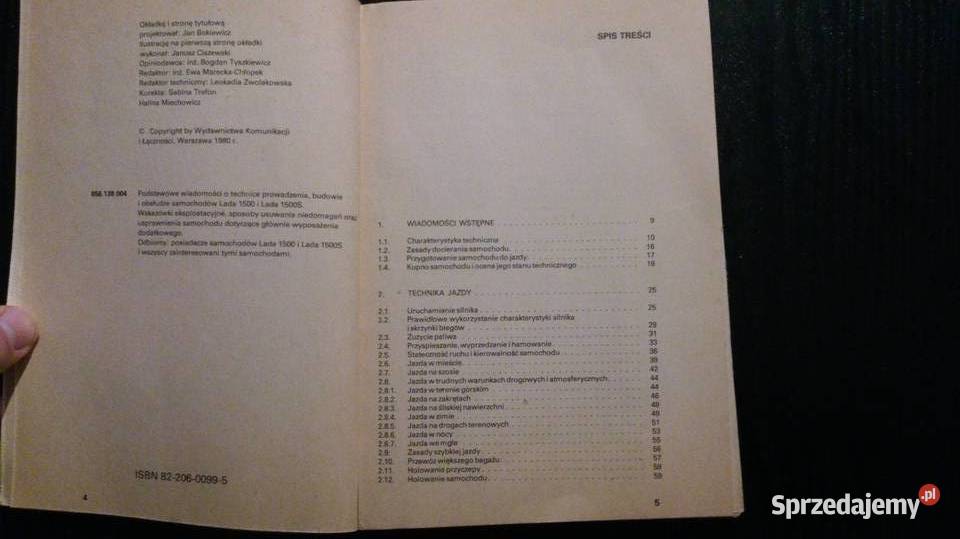 Okładkę i stronę tytułową
projektował: Jan Bokiewicz
Ilustrację na pierwszą stronę okładki
wykonał: Janusz Ciszewski
Opiniodawca: inż. Bogdan Tyszkiewicz
Redaktor: inż. Ewa Marecka-Chłopek
Redaktor techniczny: Leokadia Zwolakowska
Korekta: Sabina Trefon
Halina Miechowicz
© Copyright by Wydawnictwa Komunikacji
i Łączności, Warszawa 1980 r.
656.138.004
Podstawowe wiadomości o technice prowadzenia, budowie
i obsłudze samochodów Lada 1500 i Lada 1500S.
Wskazówki eksploatacyjne, sposoby usuwania niedomagań oraz
usprawnienia samochodu dotyczące głównie wyposażenia
dodatkowego.
Odbiorcy: posiadacze samochodów Lada 1500 i Lada 1500S
i wszyscy zainteresowani tymi samochodami.
ISBN 82-206-0099-5
4
SPIS TREŚCI
1. WIADOMOŚCI WSTĘPNE 9
1.1. Charakterystyka techniczna 10
1.2. Zasady docierania samochodu. 16
1.3. Przygotowanie samochodu do jazdy 17
1.4. Kupno samochodu i ocena jego stanu technicznego 18
2. TECHNIKA JAZDY 25
2.1 Uruchamianie silnika 25
2.2. Prawidłowe wykorzystanie charakterystyki silnika
i skrzynki biegów 29
2.3. Zużycie paliwa 31
2.4. Przyspieszanie, wyprzedzanie i hamowanie 33
2.5. Stateczność ruchu i kierowalność samochodu 36
2.6. Jazda w mieście 39
2.7. Jazda na szosie 42
2.8. Jazda w trudnych warunkach drogowych i atmosferycznych 44
2.8.1. Jazda w terenie górskim 44
2.8.2. Jazda na zakrętach 46
2.8.3. Jazda na śliskiej nawierzchni 48
2.8.4. Jazda w zimie 49
2.8.5. Jazda na drogach terenowych 51
2.8.6. Jazda w nocy 53
2.8.7. Jazda we mgle 55
2.9. Zasady szybkiej jazdy 56
2.10. Przewóz większego bagażu 57
2.11. Holowanie przyczepy 58
2.12. Holowanie samochodu 59
5
Sprzedajemy.pl